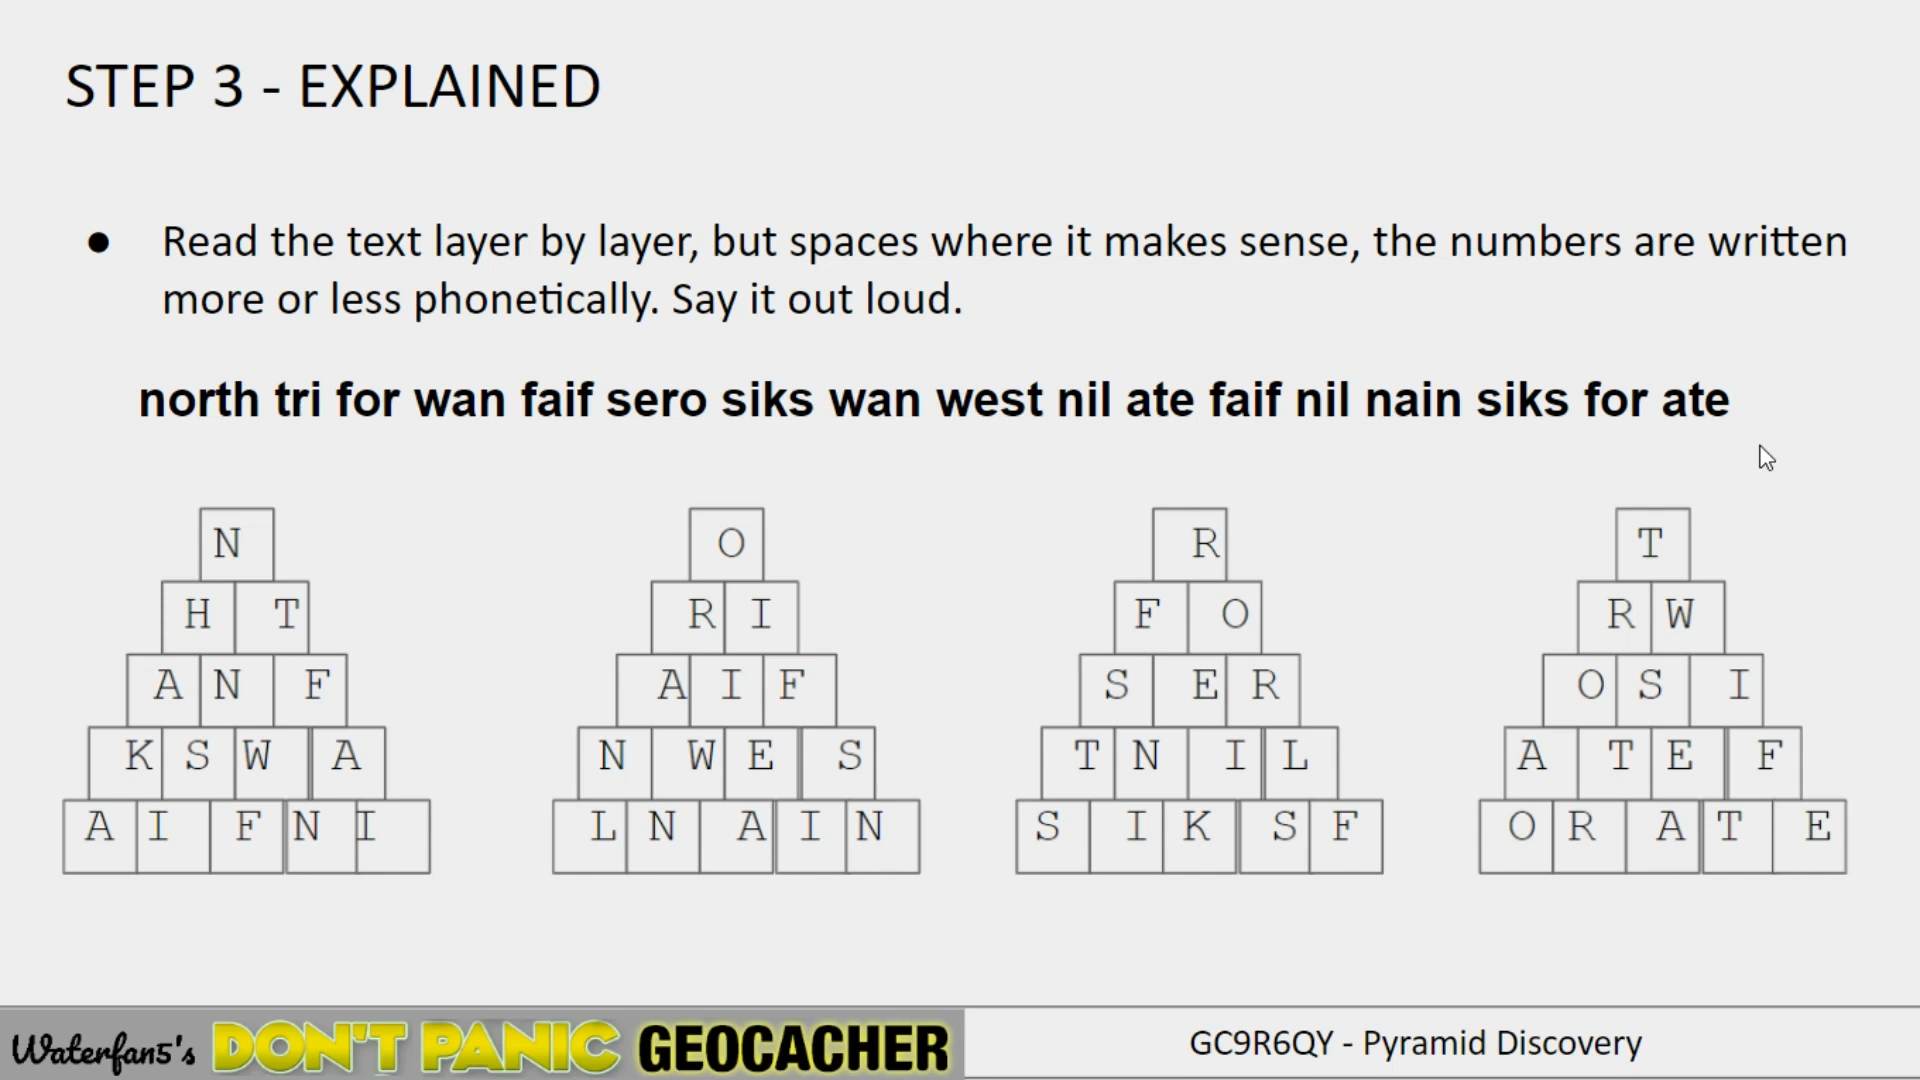 STEP 3 - EXPLAINED
● Read the text layer by layer, but spaces where it makes sense, the numbers are written
more or less phonetically. Say it out loud.
north tri for wan faif sero siks wan west nil ate faif nil nain siks for ate
N O R T
H T R I F O R W
A N F A I F S E R O S I
K S W A N W E S T N I L A T E F
A I F N I L N A I N S I K S F O R A T E
Waterfan5's DON'T PANIC GEOCACHER
GC9R6QY - Pyramid Discovery